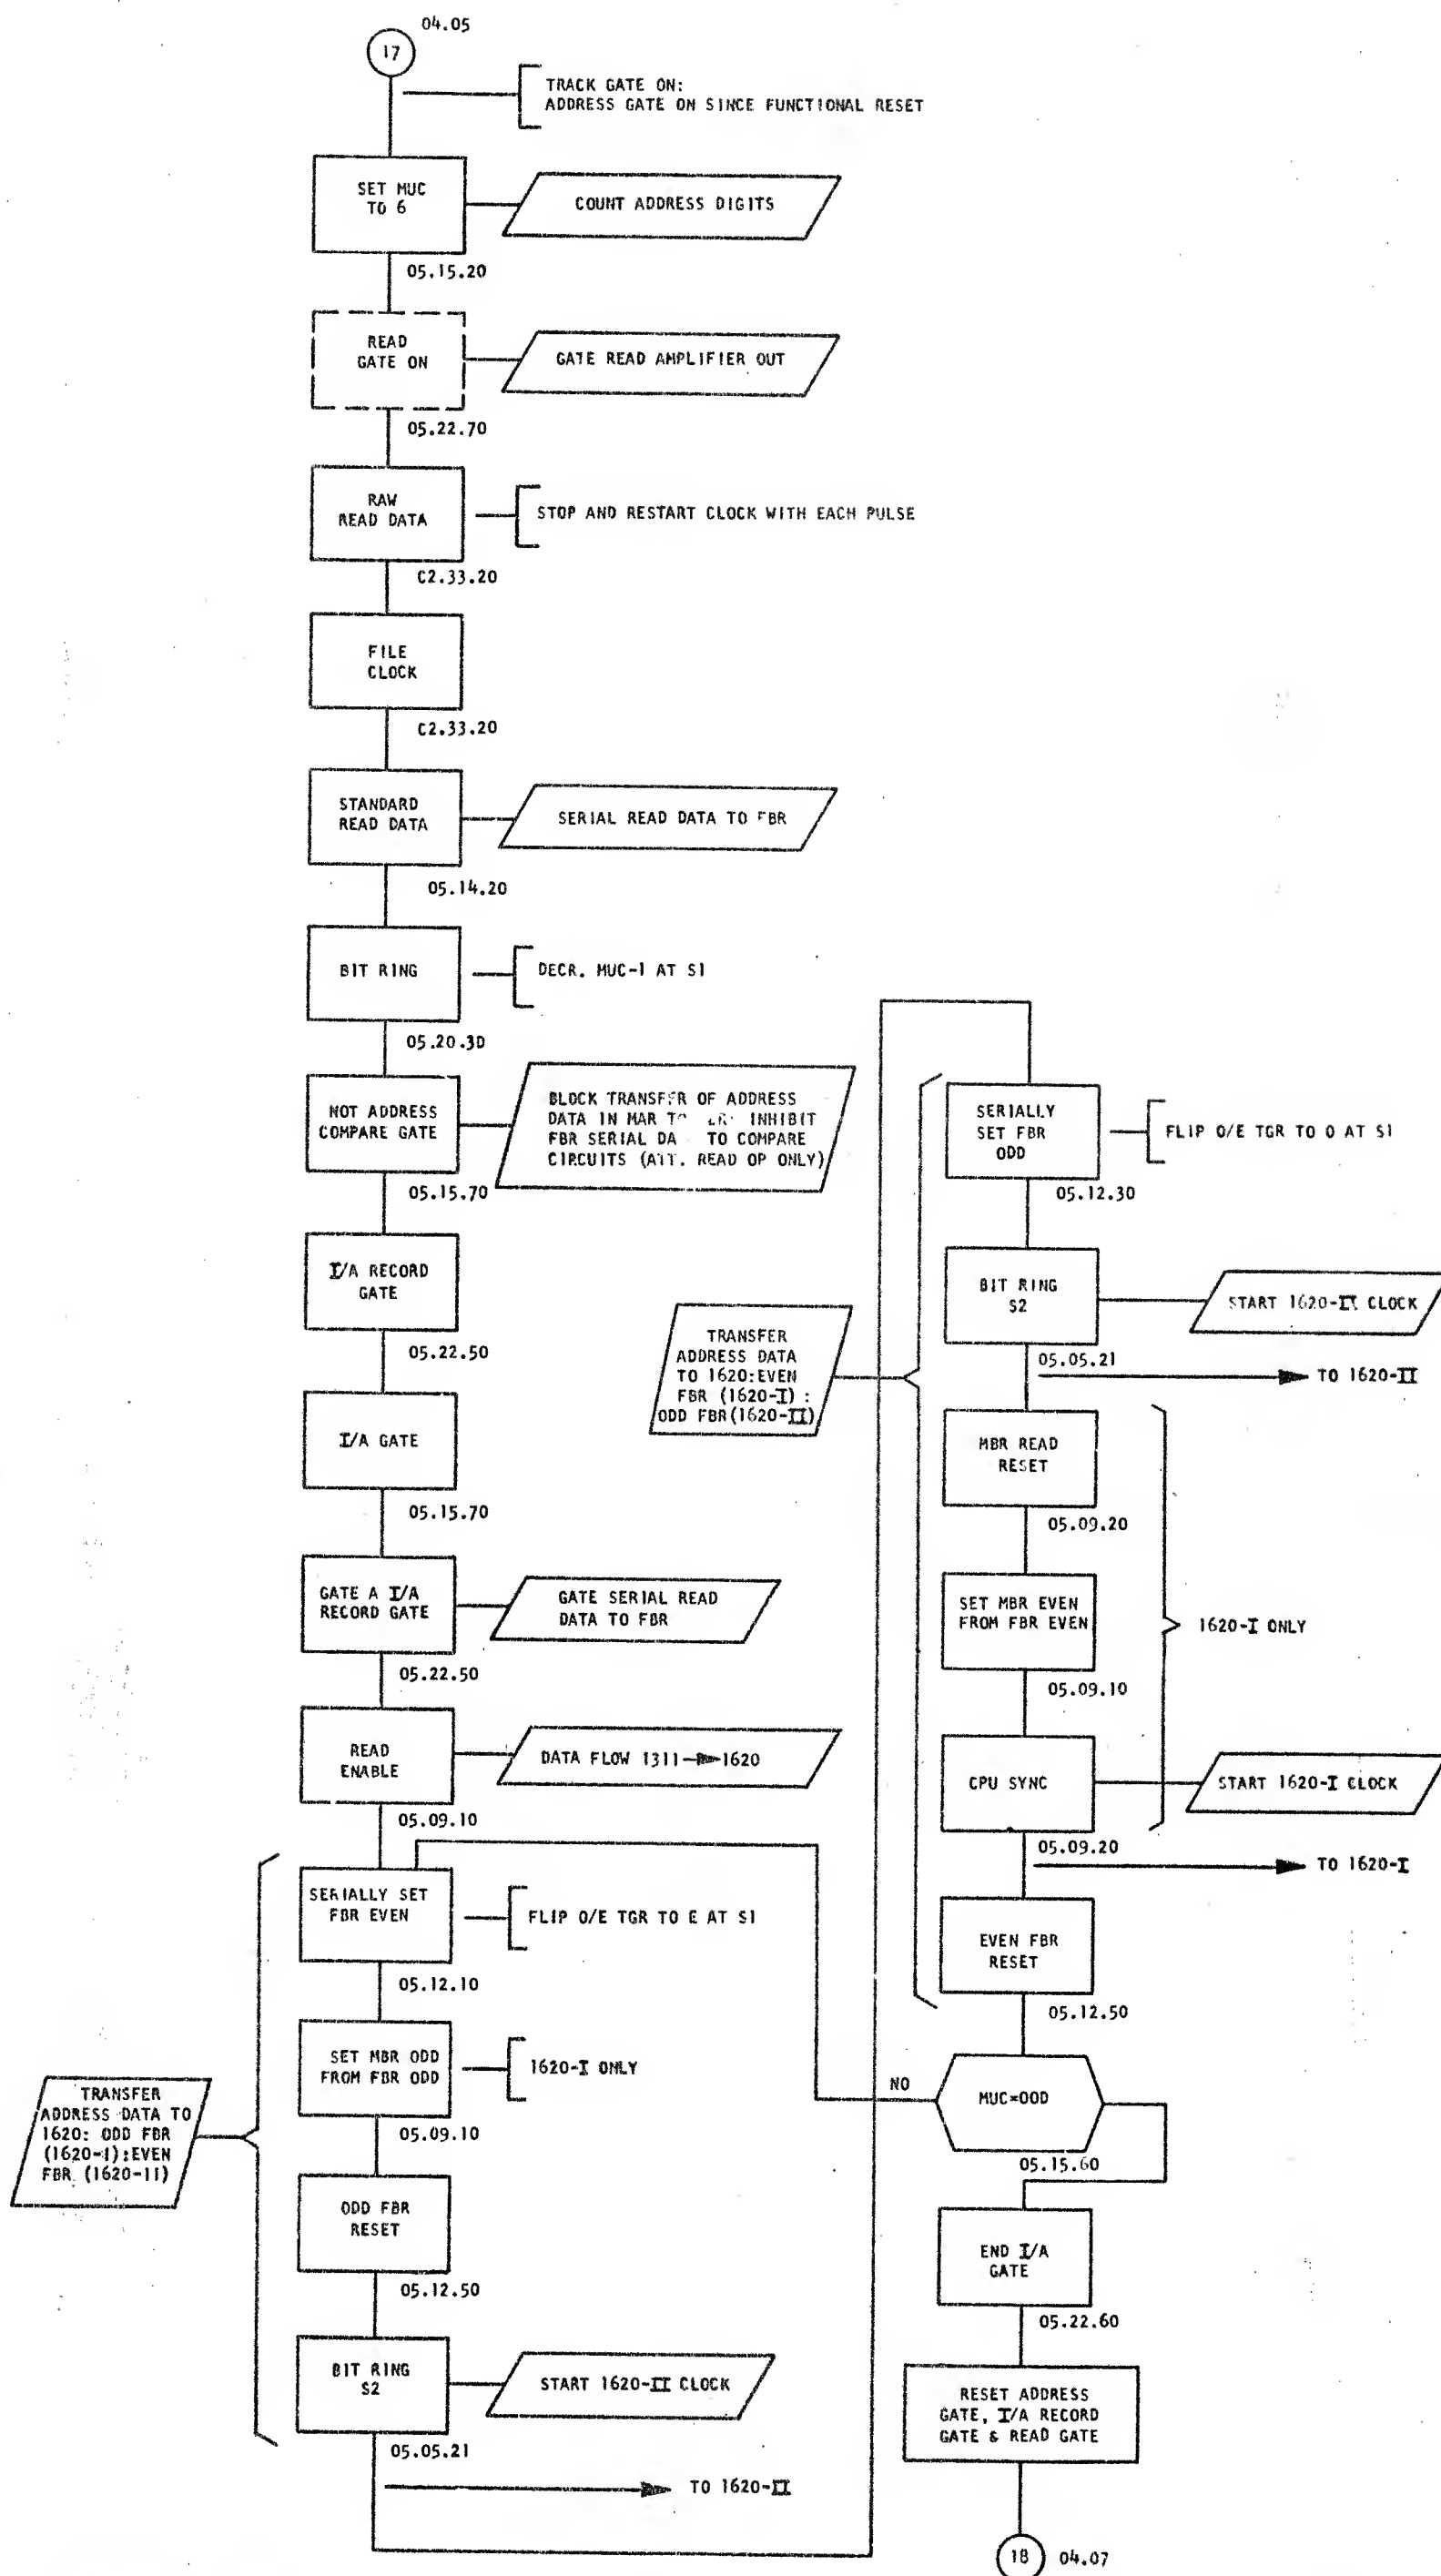 04.05
17
TRACK GATE ON:
ADDRESS GATE ON SINCE FUNCTIONAL RESET
SET MUC
TO 6
COUNT ADDRESS DIGITS
05.15.20
READ
GATE ON
GATE READ AMPLIFIER OUT
05.22.70
RAW
READ DATA
STOP AND RESTART CLOCK WITH EACH PULSE
C2.33.20
FILE
CLOCK
C2.33.20
STANDARD
READ DATA
SERIAL READ DATA TO FBR
05.14.20
BIT RING
DECR. MUC-1 AT S1
05.20.30
NOT ADDRESS
COMPARE GATE
BLOCK TRANSFER OF ADDRESS
DATA IN MAR INHIBIT
FBR SERIAL TO COMPARE
CIRCUITS READ OP ONLY)
05.15.70
I/A RECORD
GATE
05.22.50
I/A GATE
05.15.70
GATE A I/A
RECORD GATE
GATE SERIAL READ
DATA TO FBR
05.22.50
READ
ENABLE
DATA FLOW 1311 1620
05.09.10
SERIALLY SET
FBR EVEN
FLIP O/E TGR TO E AT S1
05.12.10
SET MBR ODD
FROM FBR ODD
1620-I ONLY
05.09.10
TRANSFER
ADDRESS DATA TO
1620: ODD FBR
(1620-I):EVEN
FBR. (1620-II)
ODD FBR
RESET
05.12.50
BIT RING
S2
START 1620-II CLOCK
05.05.21
TO 1620-II
SERIALLY
SET FBR
ODD
FLIP O/E TGR TO O AT S1
05.12.30
BIT RING
S2
START 1620-II CLOCK
05.05.21
TO 1620-II
TRANSFER
ADDRESS DATA
TO 1620:EVEN
FBR (1620-I) :
ODD FBR(1620-II)
MBR READ
RESET
05.09.20
SET MBR EVEN
FROM FBR EVEN
1620-I ONLY
05.09.10
CPU SYNC
START 1620-I CLOCK
05.09.20
TO 1620-I
EVEN FBR
RESET
05.12.50
NO
MUC=00D
05.15.60
END I/A
GATE
05.22.60
RESET ADDRESS
GATE, I/A RECORD
GATE & READ GATE
18
04.07